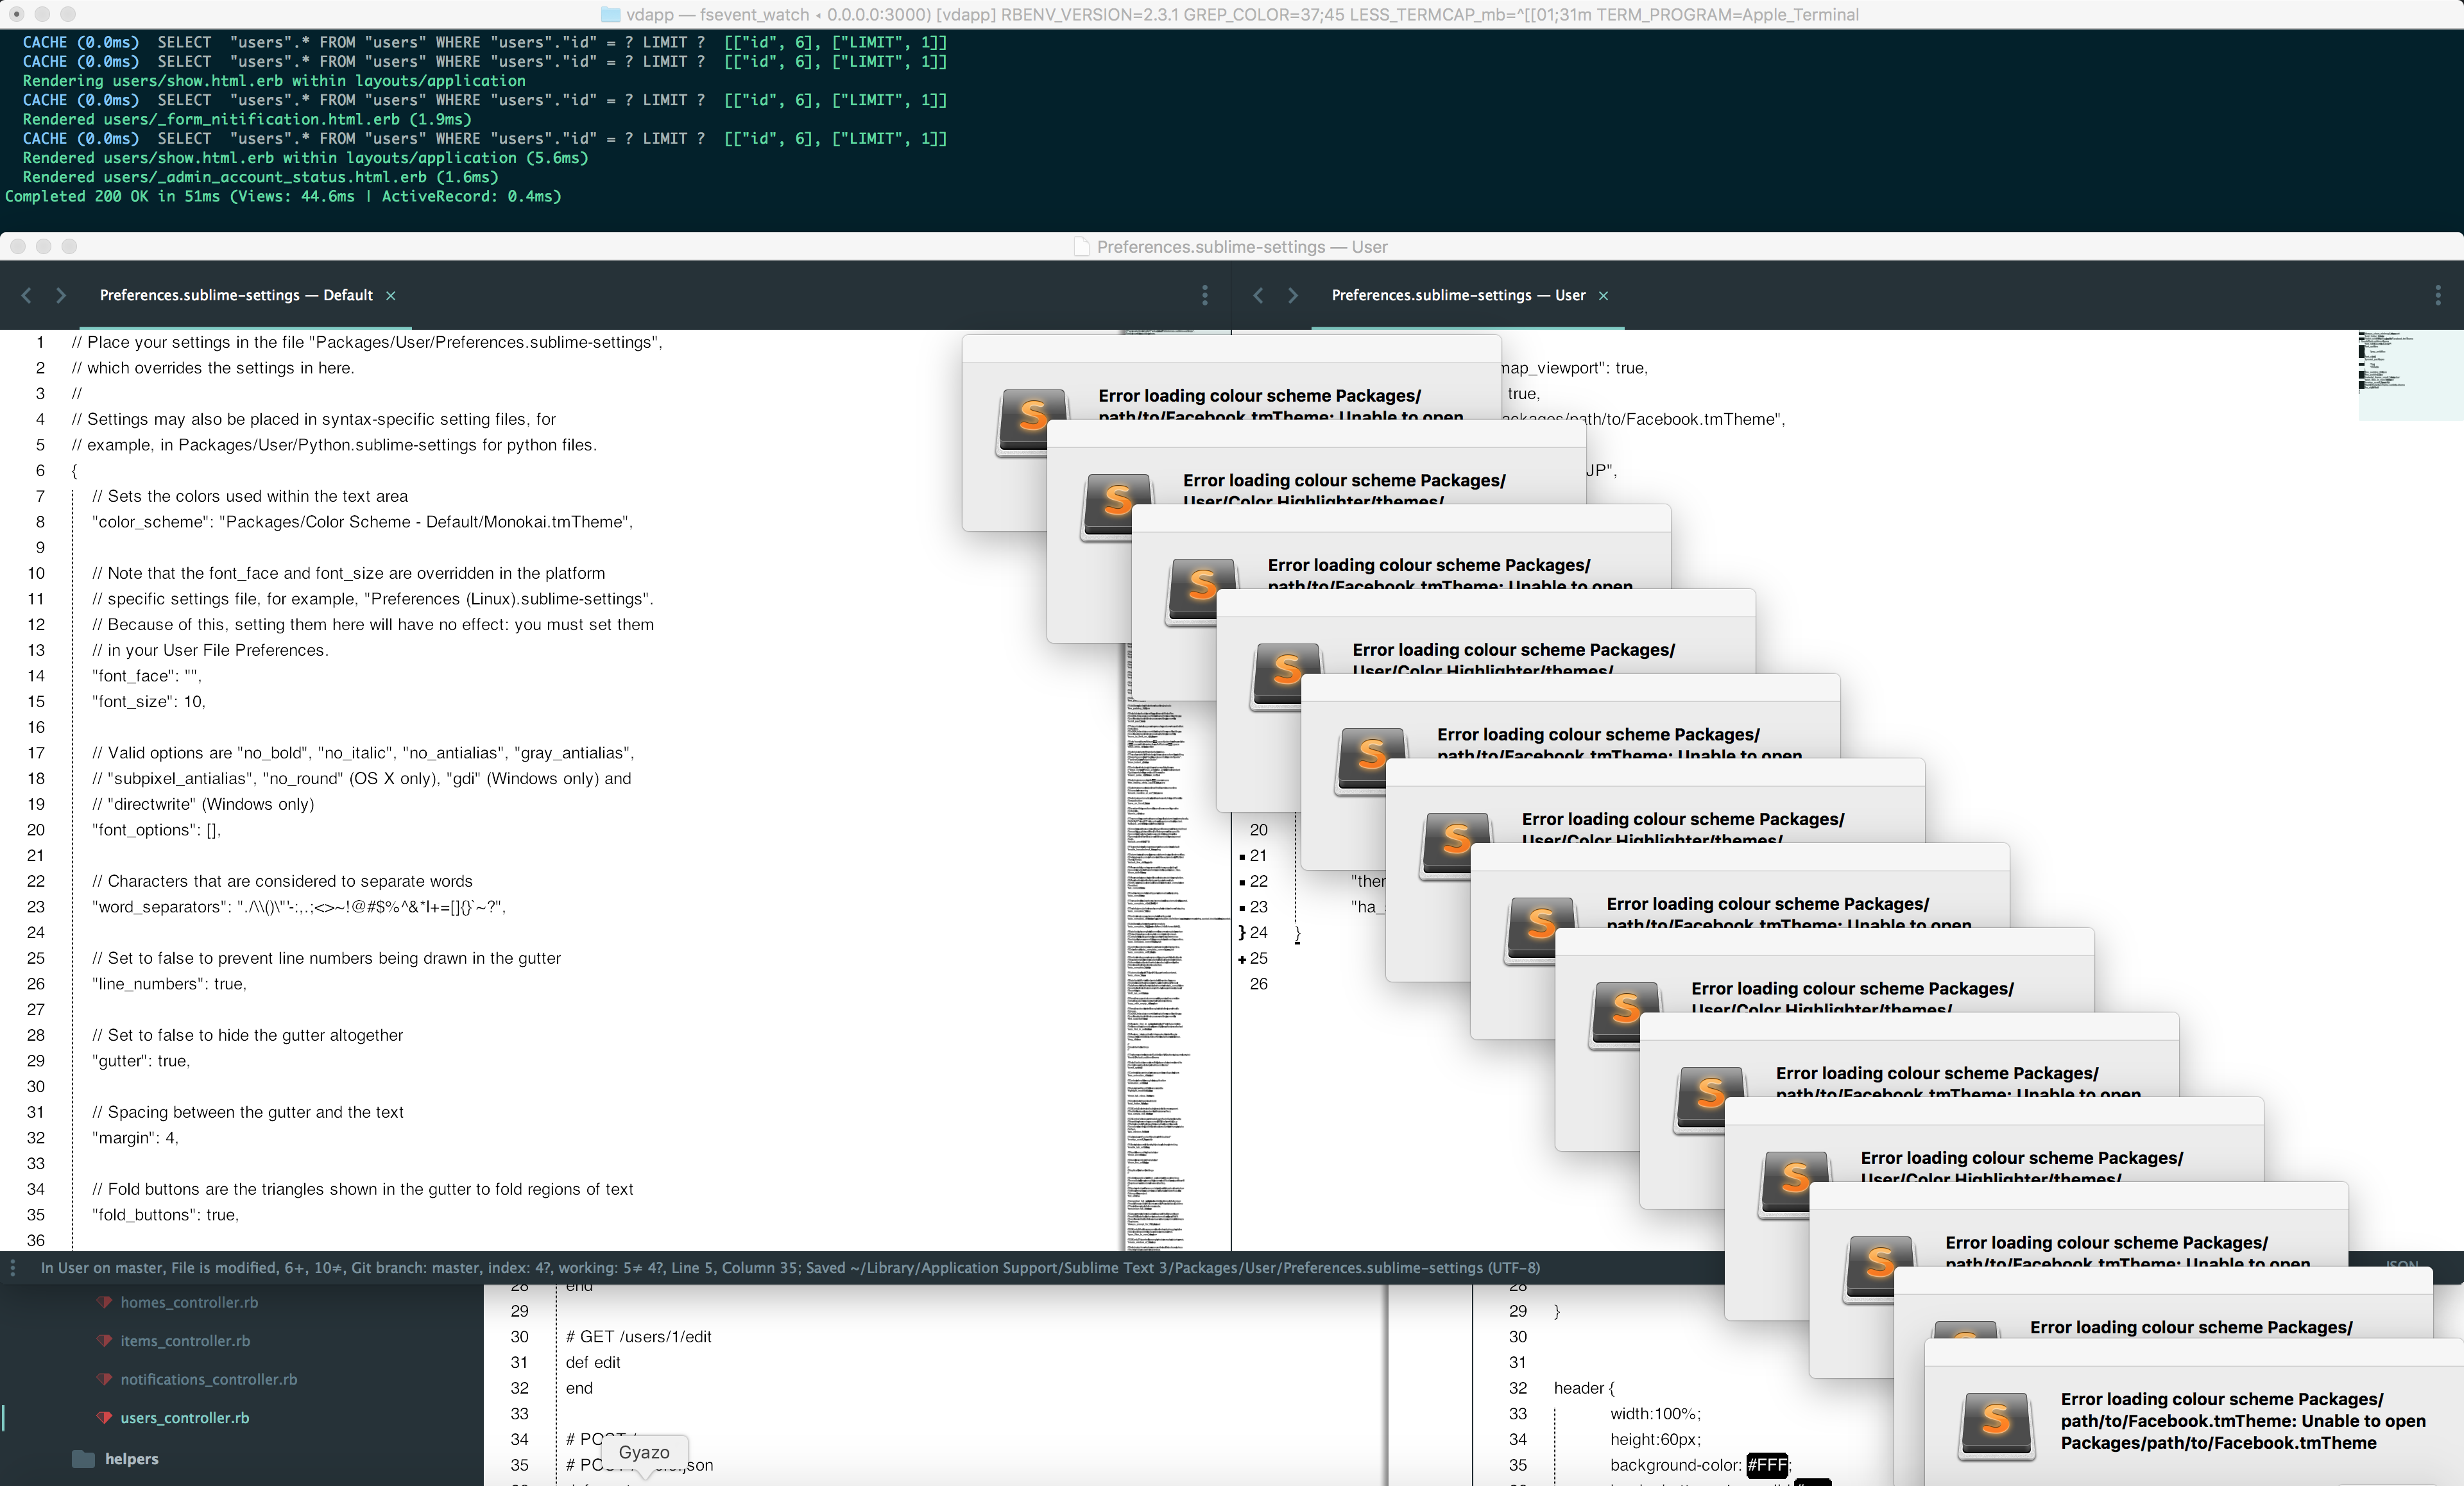 vdapp — fsevent_watch ◂ 0.0.0.0:3000) [vdapp] RBENV_VERSION=2.3.1 GREP_COLOR=37;45 LESS_TERMCAP_mb=^[[01;31m TERM_PROGRAM=Apple_Terminal
CACHE (0.0ms)  SELECT  "users".* FROM "users" WHERE "users"."id" = ? LIMIT ?  [["id", 6], ["LIMIT", 1]]
CACHE (0.0ms)  SELECT  "users".* FROM "users" WHERE "users"."id" = ? LIMIT ?  [["id", 6], ["LIMIT", 1]]
Rendering users/show.html.erb within layouts/application
CACHE (0.0ms)  SELECT  "users".* FROM "users" WHERE "users"."id" = ? LIMIT ?  [["id", 6], ["LIMIT", 1]]
Rendered users/_form_nitification.html.erb (1.9ms)
CACHE (0.0ms)  SELECT  "users".* FROM "users" WHERE "users"."id" = ? LIMIT ?  [["id", 6], ["LIMIT", 1]]
Rendered users/show.html.erb within layouts/application (5.6ms)
Rendered users/_admin_account_status.html.erb (1.6ms)
Completed 200 OK in 51ms (Views: 44.6ms | ActiveRecord: 0.4ms)
Preferences.sublime-settings — User
Preferences.sublime-settings — Default ×
Preferences.sublime-settings — User ×
1 // Place your settings in the file "Packages/User/Preferences.sublime-settings",
2 // which overrides the settings in here.
3 //
4 // Settings may also be placed in syntax-specific setting files, for
5 // example, in Packages/User/Python.sublime-settings for python files.
6 {
7 // Sets the colors used within the text area
8 "color_scheme": "Packages/Color Scheme - Default/Monokai.tmTheme",
9
10 // Note that the font_face and font_size are overridden in the platform
11 // specific settings file, for example, "Preferences (Linux).sublime-settings".
12 // Because of this, setting them here will have no effect: you must set them
13 // in your User File Preferences.
14 "font_face": "",
15 "font_size": 10,
16
17 // Valid options are "no_bold", "no_italic", "no_antialias", "gray_antialias",
18 // "subpixel_antialias", "no_round" (OS X only), "gdi" (Windows only) and
19 // "directwrite" (Windows only)
20 "font_options": [],
21
22 // Characters that are considered to separate words
23 "word_separators": "./\\()\"'-:,.;<>~!@#$%^&*|+=[]{}`~?",
24
25 // Set to false to prevent line numbers being drawn in the gutter
26 "line_numbers": true,
27
28 // Set to false to hide the gutter altogether
29 "gutter": true,
30
31 // Spacing between the gutter and the text
32 "margin": 4,
33
34 // Fold buttons are the triangles shown in the gutter to fold regions of text
35 "fold_buttons": true,
36
map_viewport": true,
true,
ackages/path/to/Facebook.tmTheme",
JP",
20
21
22 "ther
23 "ha_
24 }
25
26
Error loading colour scheme Packages/
path/to/Facebook.tmTheme: Unable to open
Error loading colour scheme Packages/
User/Color Highlighter/themes/
Error loading colour scheme Packages/
path/to/Facebook.tmTheme: Unable to open
Error loading colour scheme Packages/
User/Color Highlighter/themes/
Error loading colour scheme Packages/
path/to/Facebook.tmTheme: Unable to open
Error loading colour scheme Packages/
User/Color Highlighter/themes/
Error loading colour scheme Packages/
path/to/Facebook.tmTheme: Unable to open
Error loading colour scheme Packages/
User/Color Highlighter/themes/
Error loading colour scheme Packages/
path/to/Facebook.tmTheme: Unable to open
Error loading colour scheme Packages/
User/Color Highlighter/themes/
Error loading colour scheme Packages/
path/to/Facebook.tmTheme: Unable to open
Error loading colour scheme Packages/
Error loading colour scheme Packages/
path/to/Facebook.tmTheme: Unable to open
Packages/path/to/Facebook.tmTheme
In User on master, File is modified, 6+, 10≠, Git branch: master, index: 4?, working: 5≠ 4?, Line 5, Column 35; Saved ~/Library/Application Support/Sublime Text 3/Packages/User/Preferences.sublime-settings (UTF-8)
JSON
homes_controller.rb
items_controller.rb
notifications_controller.rb
users_controller.rb
helpers
28 end
29
30 # GET /users/1/edit
31 def edit
32 end
33
34 # PO
35 # PO json
Gyazo
28
29 }
30
31
32 header {
33 width:100%;
34 height:60px;
35 background-color: #FFF;